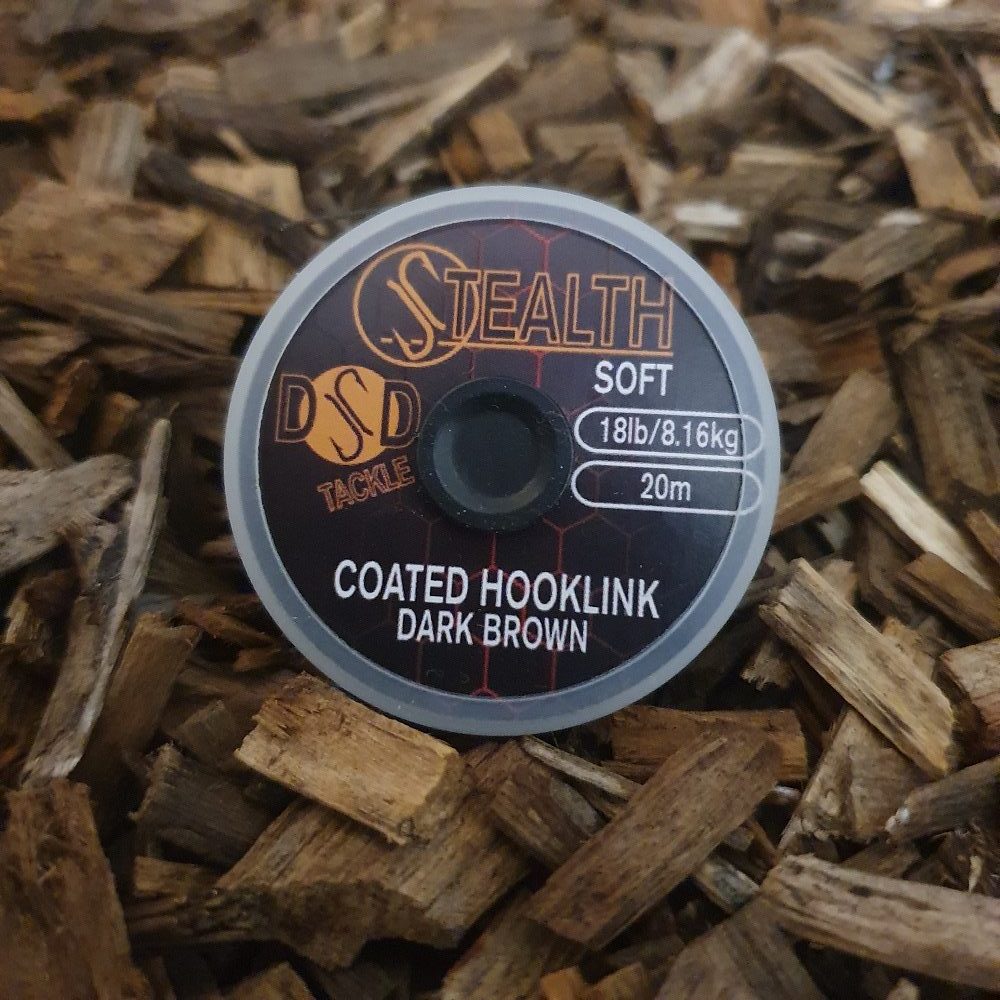 STEALTH
SOFT
DSD
TACKLE
18lb/8.16kg
20m
COATED HOOKLINK
DARK BROWN